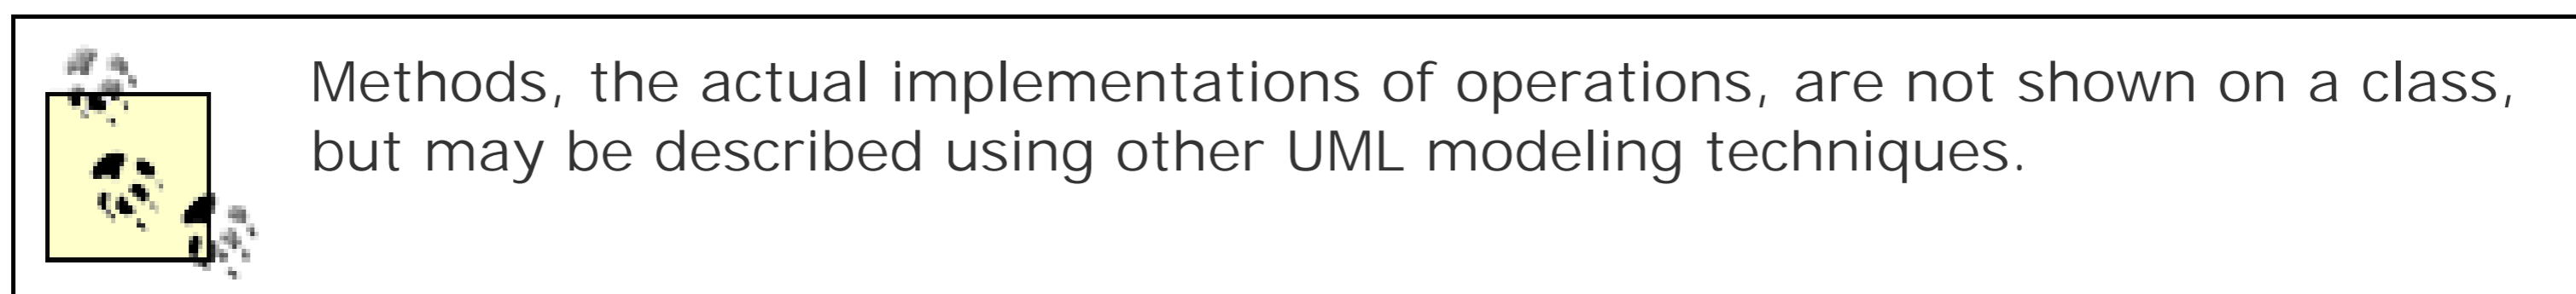 Methods, the actual implementations of operations, are not shown on a class,
but may be described using other UML modeling techniques.